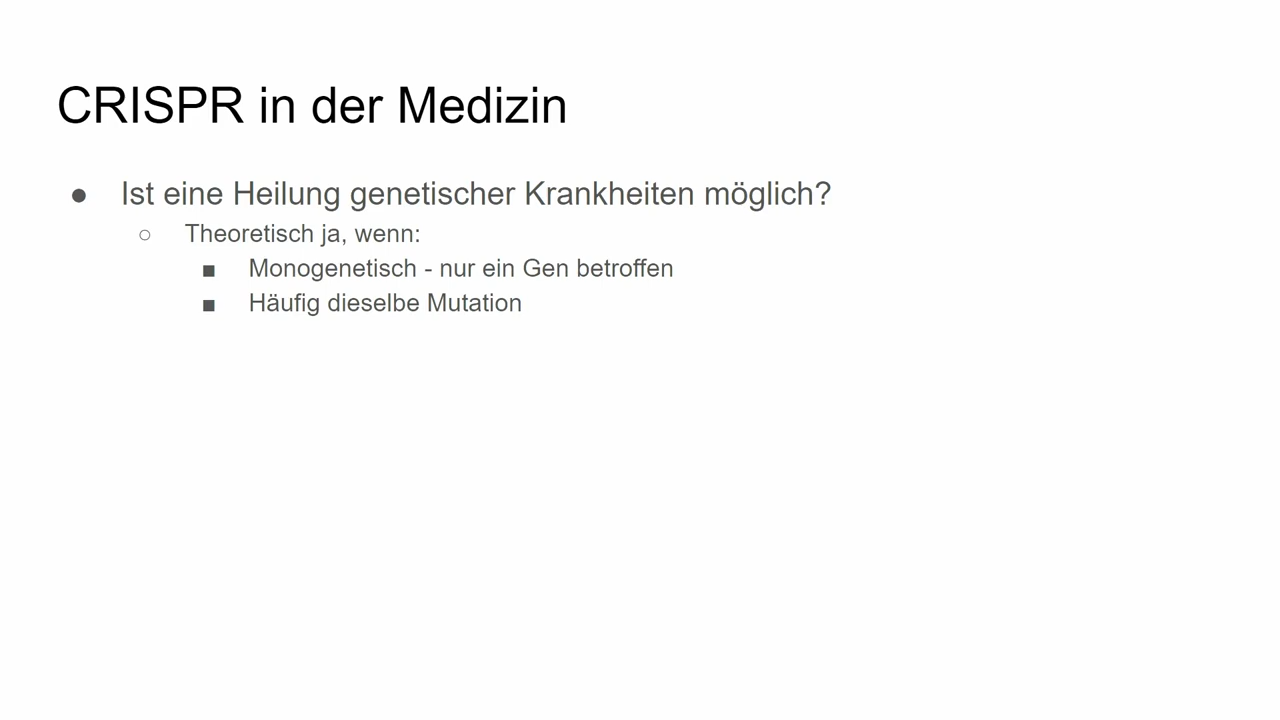 CRISPR in der Medizin
● Ist eine Heilung genetischer Krankheiten möglich?
○ Theoretisch ja, wenn:
■ Monogenetisch - nur ein Gen betroffen
■ Häufig dieselbe Mutation